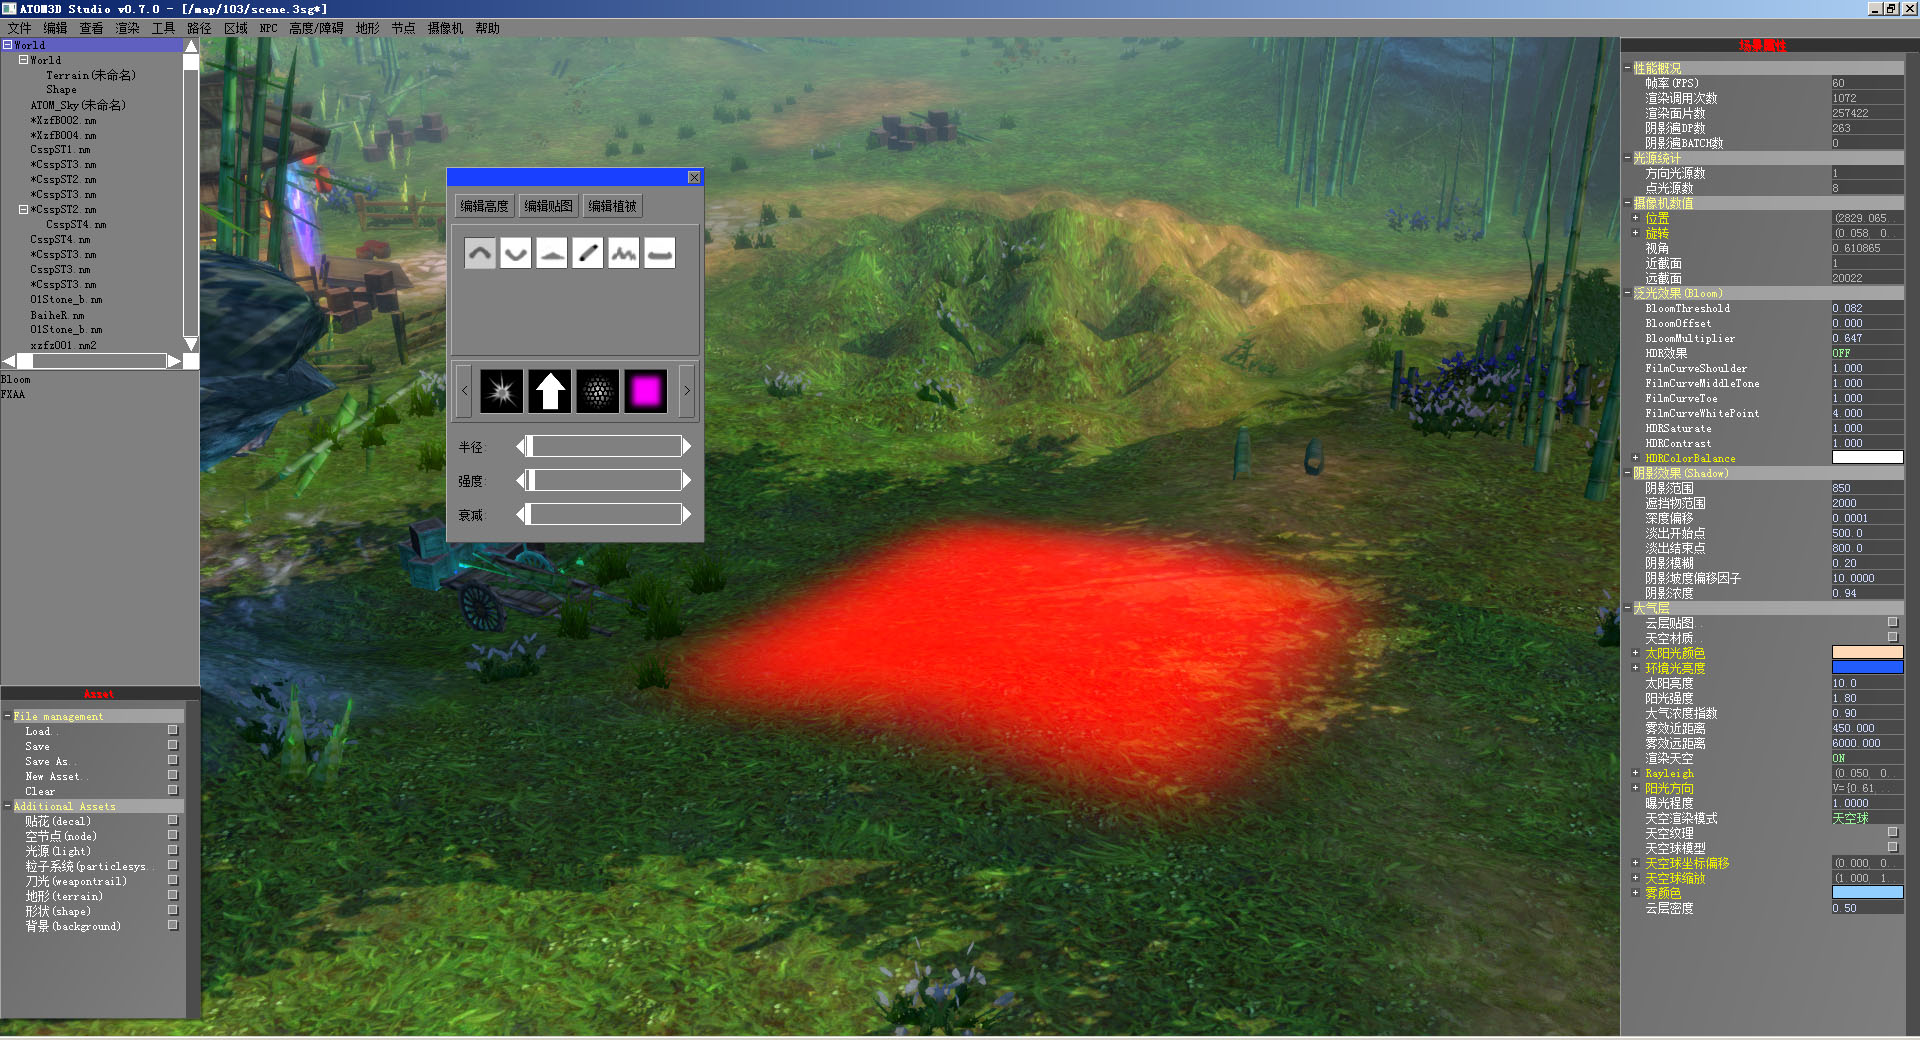 ATOM3D Studio v0.7.0 - [/map/103/scene.3sg*]
文件 编辑 查看 渲染 工具 路径 区域 NPC 高度/障碍 地形 节点 摄像机 帮助
World
World
Terrain(未命名)
Shape
ATOM_Sky(未命名)
*XzfB002.nm
*XzfB004.nm
CsspST1.nm
*CsspST3.nm
*CsspST2.nm
*CsspST3.nm
*CsspST2.nm
CsspST4.nm
CsspST4.nm
*CsspST3.nm
CsspST3.nm
*CsspST3.nm
01Stone_b.nm
BaiheR.nm
01Stone_b.nm
xzfz001.nm2
Bloom
FXAA
Asset
File management
Load..
Save
Save As..
New Asset..
Clear
Additional Assets
贴花(decal)
空节点(node)
光源(light)
粒子系统(particlesys..
刀光(weapontrail)
地形(terrain)
形状(shape)
背景(background)
编辑高度 编辑贴图 编辑植被
< >
半径:
强度:
衰减:
场景属性
性能概况
帧率(FPS) 60
渲染调用次数 1072
渲染面片数 257422
阴影遍DP数 263
阴影遍BATCH数 0
光源统计
方向光源数 1
点光源数 8
摄像机数值
位置 (2829.065..
旋转 (0.058, 0..
视角 0.610865
近截面 1
远截面 20022
泛光效果(Bloom)
BloomThreshold 0.082
BloomOffset 0.000
BloomMultiplier 0.647
HDR效果 OFF
FilmCurveShoulder 1.000
FilmCurveMiddleTone 1.000
FilmCurveToe 1.000
FilmCurveWhitePoint 4.000
HDRSaturate 1.000
HDRContrast 1.000
HDRColorBalance
阴影效果(Shadow)
阴影范围 850
遮挡物范围 2000
深度偏移 0.0001
淡出开始点 500.0
淡出结束点 800.0
阴影模糊 0.20
阴影坡度偏移因子 10.0000
阴影浓度 0.94
大气层
云层贴图..
天空材质..
太阳光颜色
环境光亮度
太阳亮度 10.0
阳光强度 1.80
大气浓度指数 0.90
雾效近距离 450.000
雾效远距离 6000.000
渲染天空 ON
Rayleigh (0.050, 0..
阳光方向 V={0.61,..
曝光程度 1.0000
天空渲染模式 天空球
天空纹理
天空球模型
天空球坐标偏移 (0.000, 0..
天空球缩放 (1.000, 1..
雾颜色
云层密度 0.50